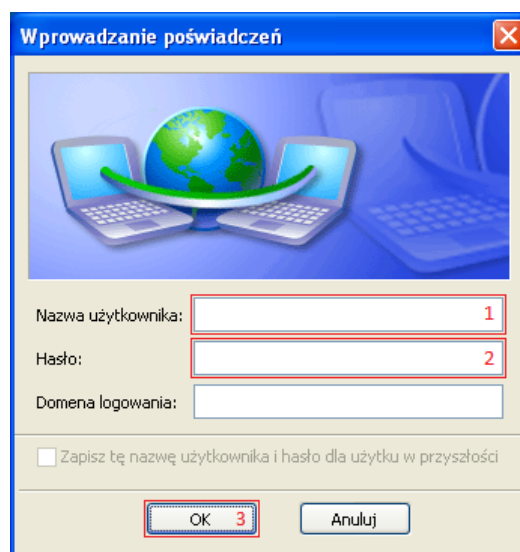 Wprowadzanie poświadczeń
Nazwa użytkownika: 1
Hasło: 2
Domena logowania:
Zapisz tę nazwę użytkownika i hasło dla użytku w przyszłości
OK 3 Anuluj